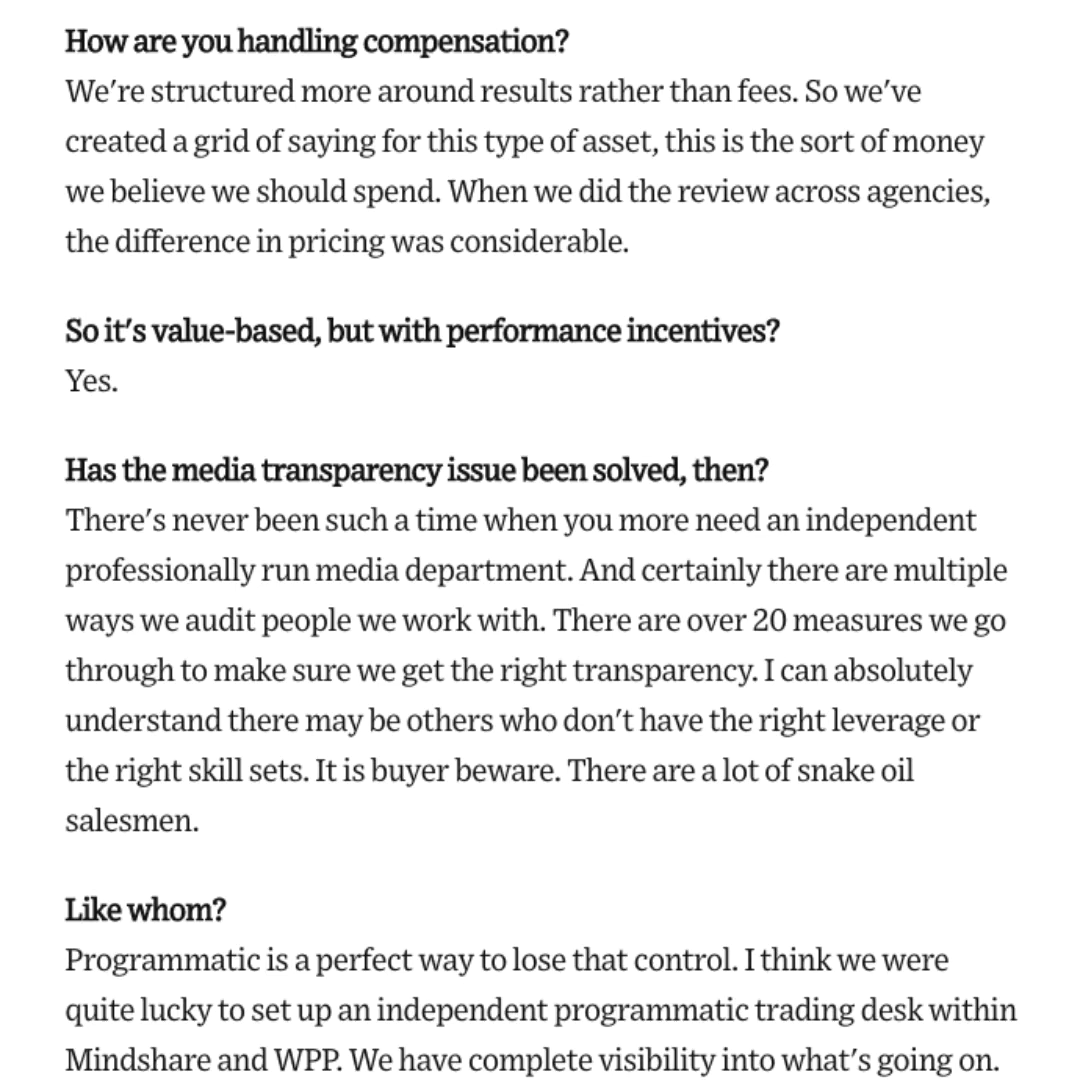 How are you handling compensation?
We’re structured more around results rather than fees. So we’ve
created a grid of saying for this type of asset, this is the sort of money
we believe we should spend. When we did the review across agencies,
the difference in pricing was considerable.
So it’s value-based, but with performance incentives?
Yes.
Has the media transparency issue been solved, then?
There’s never been such a time when you more need an independent
professionally run media department. And certainly there are multiple
ways we audit people we work with. There are over 20 measures we go
through to make sure we get the right transparency. I can absolutely
understand there may be others who don’t have the right leverage or
the right skill sets. It is buyer beware. There are a lot of snake oil
salesmen.
Like whom?
Programmatic is a perfect way to lose that control. I think we were
quite lucky to set up an independent programmatic trading desk within
Mindshare and WPP. We have complete visibility into what’s going on.